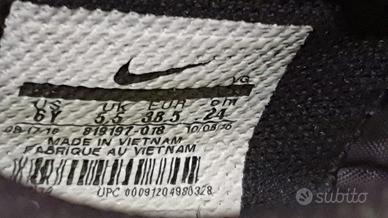 VG
US UK EUR cm
6Y 5.5 38.5 24
819197-018
MADE IN VIETNAM
FABRIQUE AU VIETNAM
UPC 00091204980328
subito